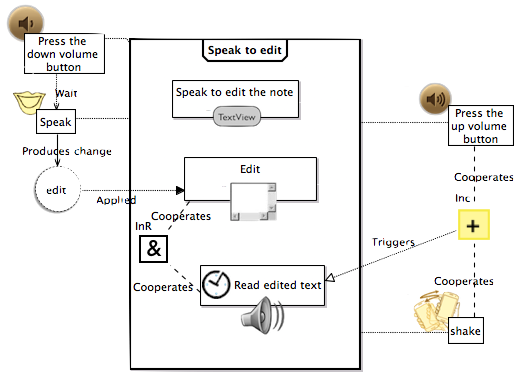 Speak to edit
Press the
down volume
button
Wait
Speak
Produces change
edit
Applied
Speak to edit the note
TextView
Edit
Cooperates
InR
&
Cooperates
Read edited text
Triggers
Press the
up volume
button
Cooperates
Inc
+
Cooperates
shake